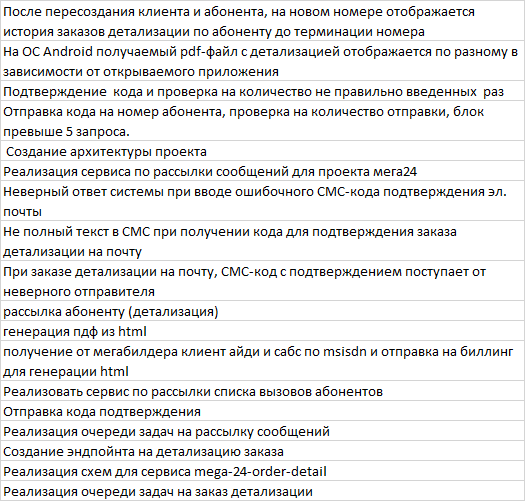 После пересоздания клиента и абонента, на новом номере отображается
история заказов детализации по абоненту до терминации номера
На ОС Android получаемый pdf-файл с детализацией отображается по разному в
зависимости от открываемого приложения
Подтверждение кода и проверка на количество не правильно введенных раз
Отправка кода на номер абонента, проверка на количество отправки, блок
превыше 5 запроса.
Создание архитектуры проекта
Реализация сервиса по рассылки сообщений для проекта мега24
Неверный ответ системы при вводе ошибочного СМС-кода подтверждения эл.
почты
Не полный текст в СМС при получении кода для подтверждения заказа
детализации на почту
При заказе детализации на почту, СМС-код с подтверждением поступает от
неверного отправителя
рассылка абоненту (детализация)
генерация пдф из html
получение от мегабилдера клиент айди и сабс по msisdn и отправка на биллинг
для генерации html
Реализовать сервис по рассылки списка вызовов абонентов
Отправка кода подтверждения
Реализация очереди задач на рассылку сообщений
Создание эндпойнта на детализацию заказа
Реализация схем для сервиса mega-24-order-detail
Реализация очереди задач на заказ детализации